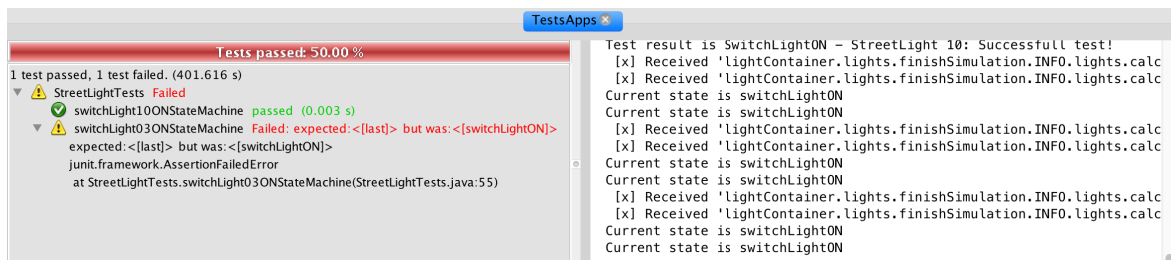 TestsApps
Tests passed: 50.00 %
1 test passed, 1 test failed. (401.616 s)
StreetLightTests Failed
switchLight10ONStateMachine passed (0.003 s)
switchLight03ONStateMachine Failed: expected:<[last]> but was:<[switchLightON]>
expected:<[last]> but was:<[switchLightON]>
junit.framework.AssertionFailedError
at StreetLightTests.switchLight03ONStateMachine(StreetLightTests.java:55)
Test result is SwitchLightON – StreetLight 10: Successfull test!
[x] Received 'lightContainer.lights.finishSimulation.INFO.lights.calc
[x] Received 'lightContainer.lights.finishSimulation.INFO.lights.calc
Current state is switchLightON
Current state is switchLightON
[x] Received 'lightContainer.lights.finishSimulation.INFO.lights.calc
[x] Received 'lightContainer.lights.finishSimulation.INFO.lights.calc
Current state is switchLightON
Current state is switchLightON
[x] Received 'lightContainer.lights.finishSimulation.INFO.lights.calc
[x] Received 'lightContainer.lights.finishSimulation.INFO.lights.calc
Current state is switchLightON
Current state is switchLightON